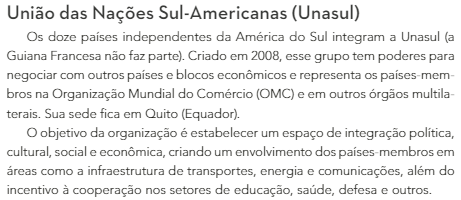 União das Nações Sul-Americanas (Unasul)
Os doze países independentes da América do Sul integram a Unasul (a
Guiana Francesa não faz parte). Criado em 2008, esse grupo tem poderes para
negociar com outros países e blocos econômicos e representa os países-mem-
bros na Organização Mundial do Comércio (OMC) e em outros órgãos multila-
terais. Sua sede fica em Quito (Equador).
O objetivo da organização é estabelecer um espaço de integração política,
cultural, social e econômica, criando um envolvimento dos países-membros em
áreas como a infraestrutura de transportes, energia e comunicações, além do
incentivo à cooperação nos setores de educação, saúde, defesa e outros.